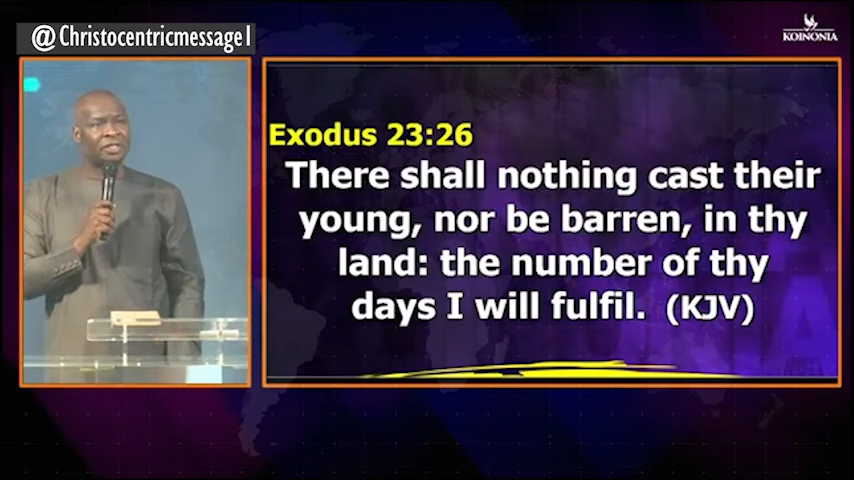 @Christocentricmessage1
KOINONIA
Exodus 23:26
There shall nothing cast their
young, nor be barren, in thy
land: the number of thy
days I will fulfil. (KJV)